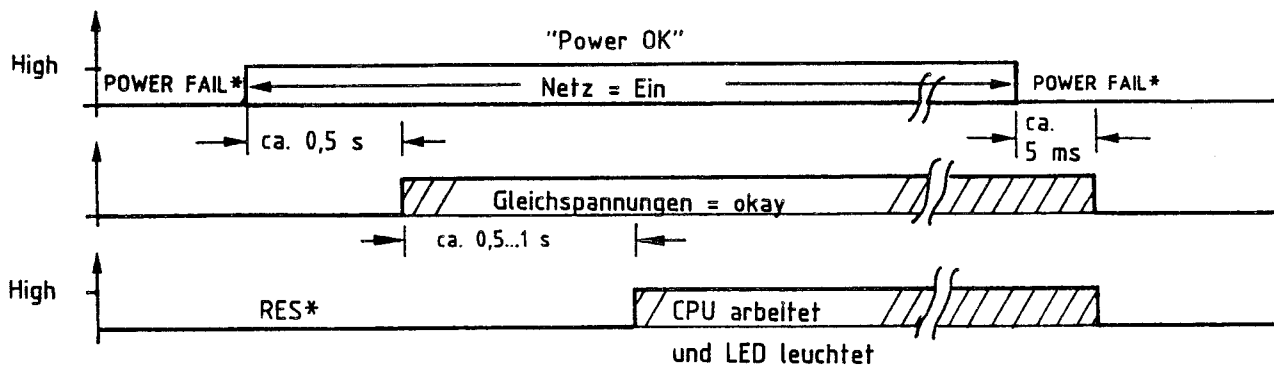 "Power OK"
High
POWER FAIL*
Netz = Ein
POWER FAIL*
ca. 0,5 s
ca.
5 ms
Gleichspannungen = okay
ca. 0,5...1 s
High
RES*
CPU arbeitet
und LED leuchtet